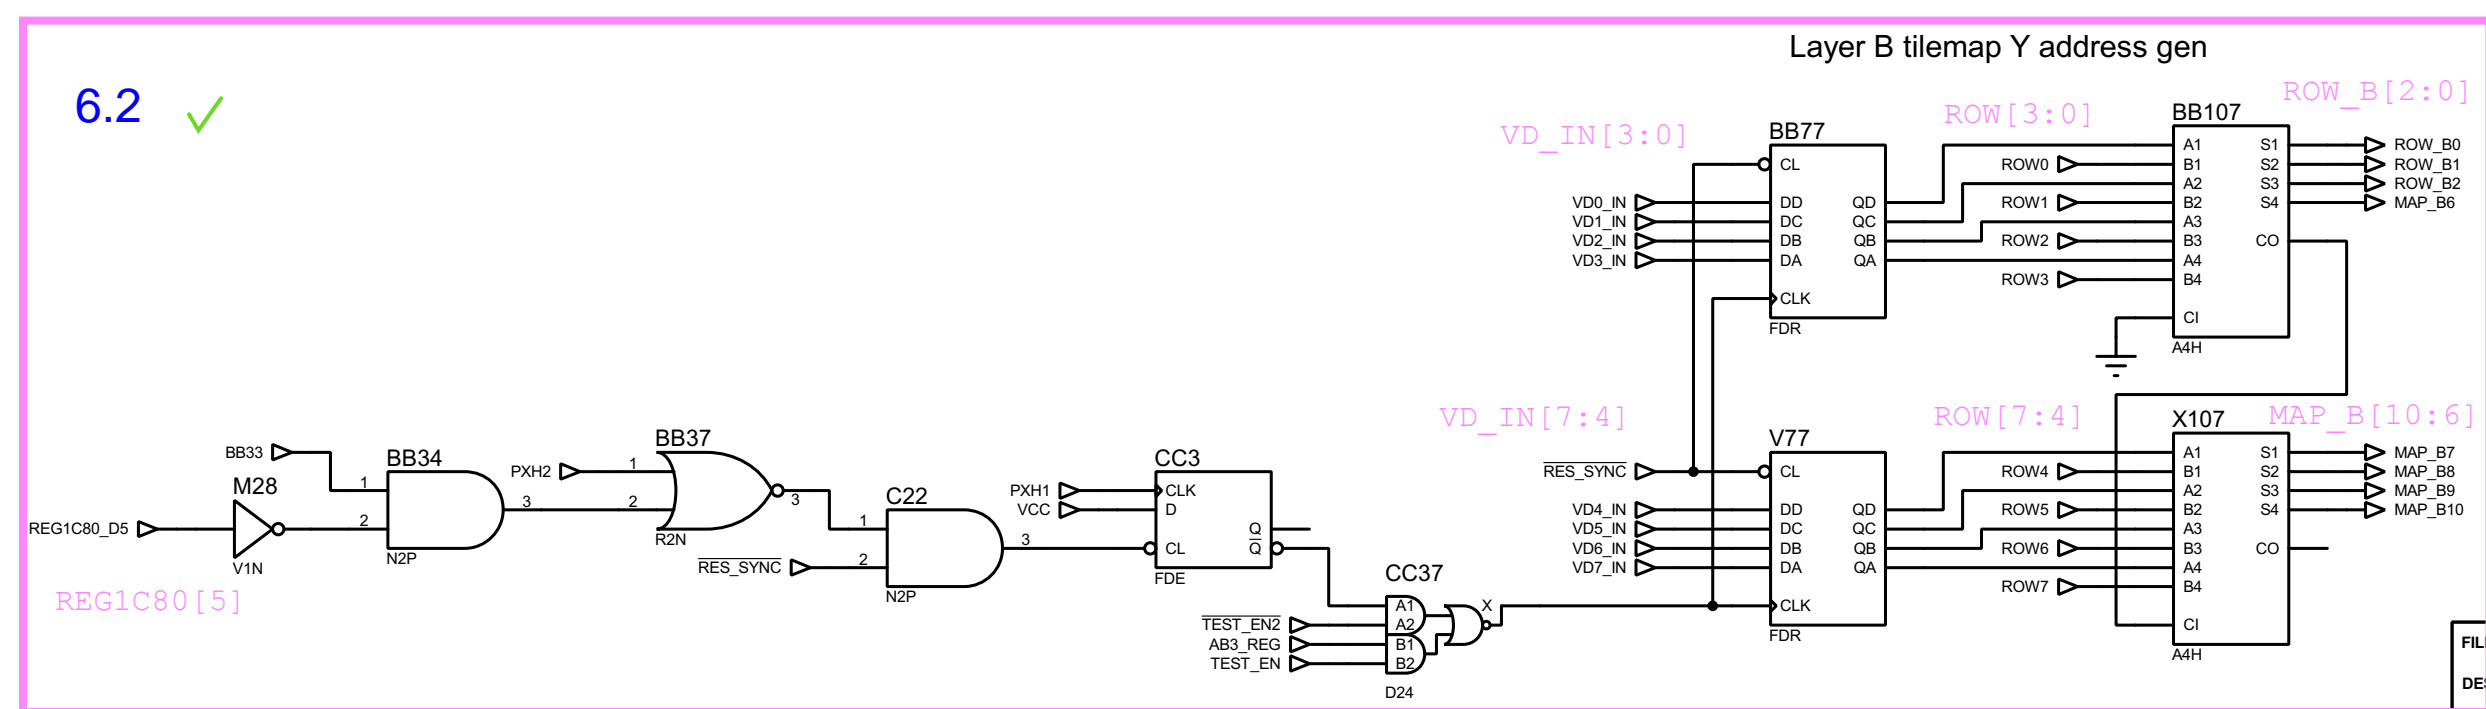 Layer B tilemap Y address gen
6.2
VD_IN[3:0]
ROW[3:0]
ROW_B[2:0]
BB77
CL
VD0_IN
VD1_IN
VD2_IN
VD3_IN
DD QD
DC QC
DB QB
DA QA
CLK
FDR
ROW0
ROW1
ROW2
ROW3
BB107
A1 S1
B1 S2
A2 S3
B2 S4
A3
B3 CO
A4
B4
CI
A4H
ROW_B0
ROW_B1
ROW_B2
MAP_B6
VD_IN[7:4]
ROW[7:4]
MAP_B[10:6]
BB33
REG1C80_D5
M28
V1N
REG1C80[5]
BB34
1
2
3
N2P
PXH2
BB37
1
2
3
R2N
RES_SYNC
C22
1
2
3
N2P
PXH1
VCC
CC3
CLK
D
Q
CL Q
FDE
TEST_EN2
AB3_REG
TEST_EN
CC37
A1
A2
B1
B2
X
D24
RES_SYNC
VD4_IN
VD5_IN
VD6_IN
VD7_IN
V77
CL
DD QD
DC QC
DB QB
DA QA
CLK
FDR
ROW4
ROW5
ROW6
ROW7
X107
A1 S1
B1 S2
A2 S3
B2 S4
A3
B3 CO
A4
B4
CI
A4H
MAP_B7
MAP_B8
MAP_B9
MAP_B10